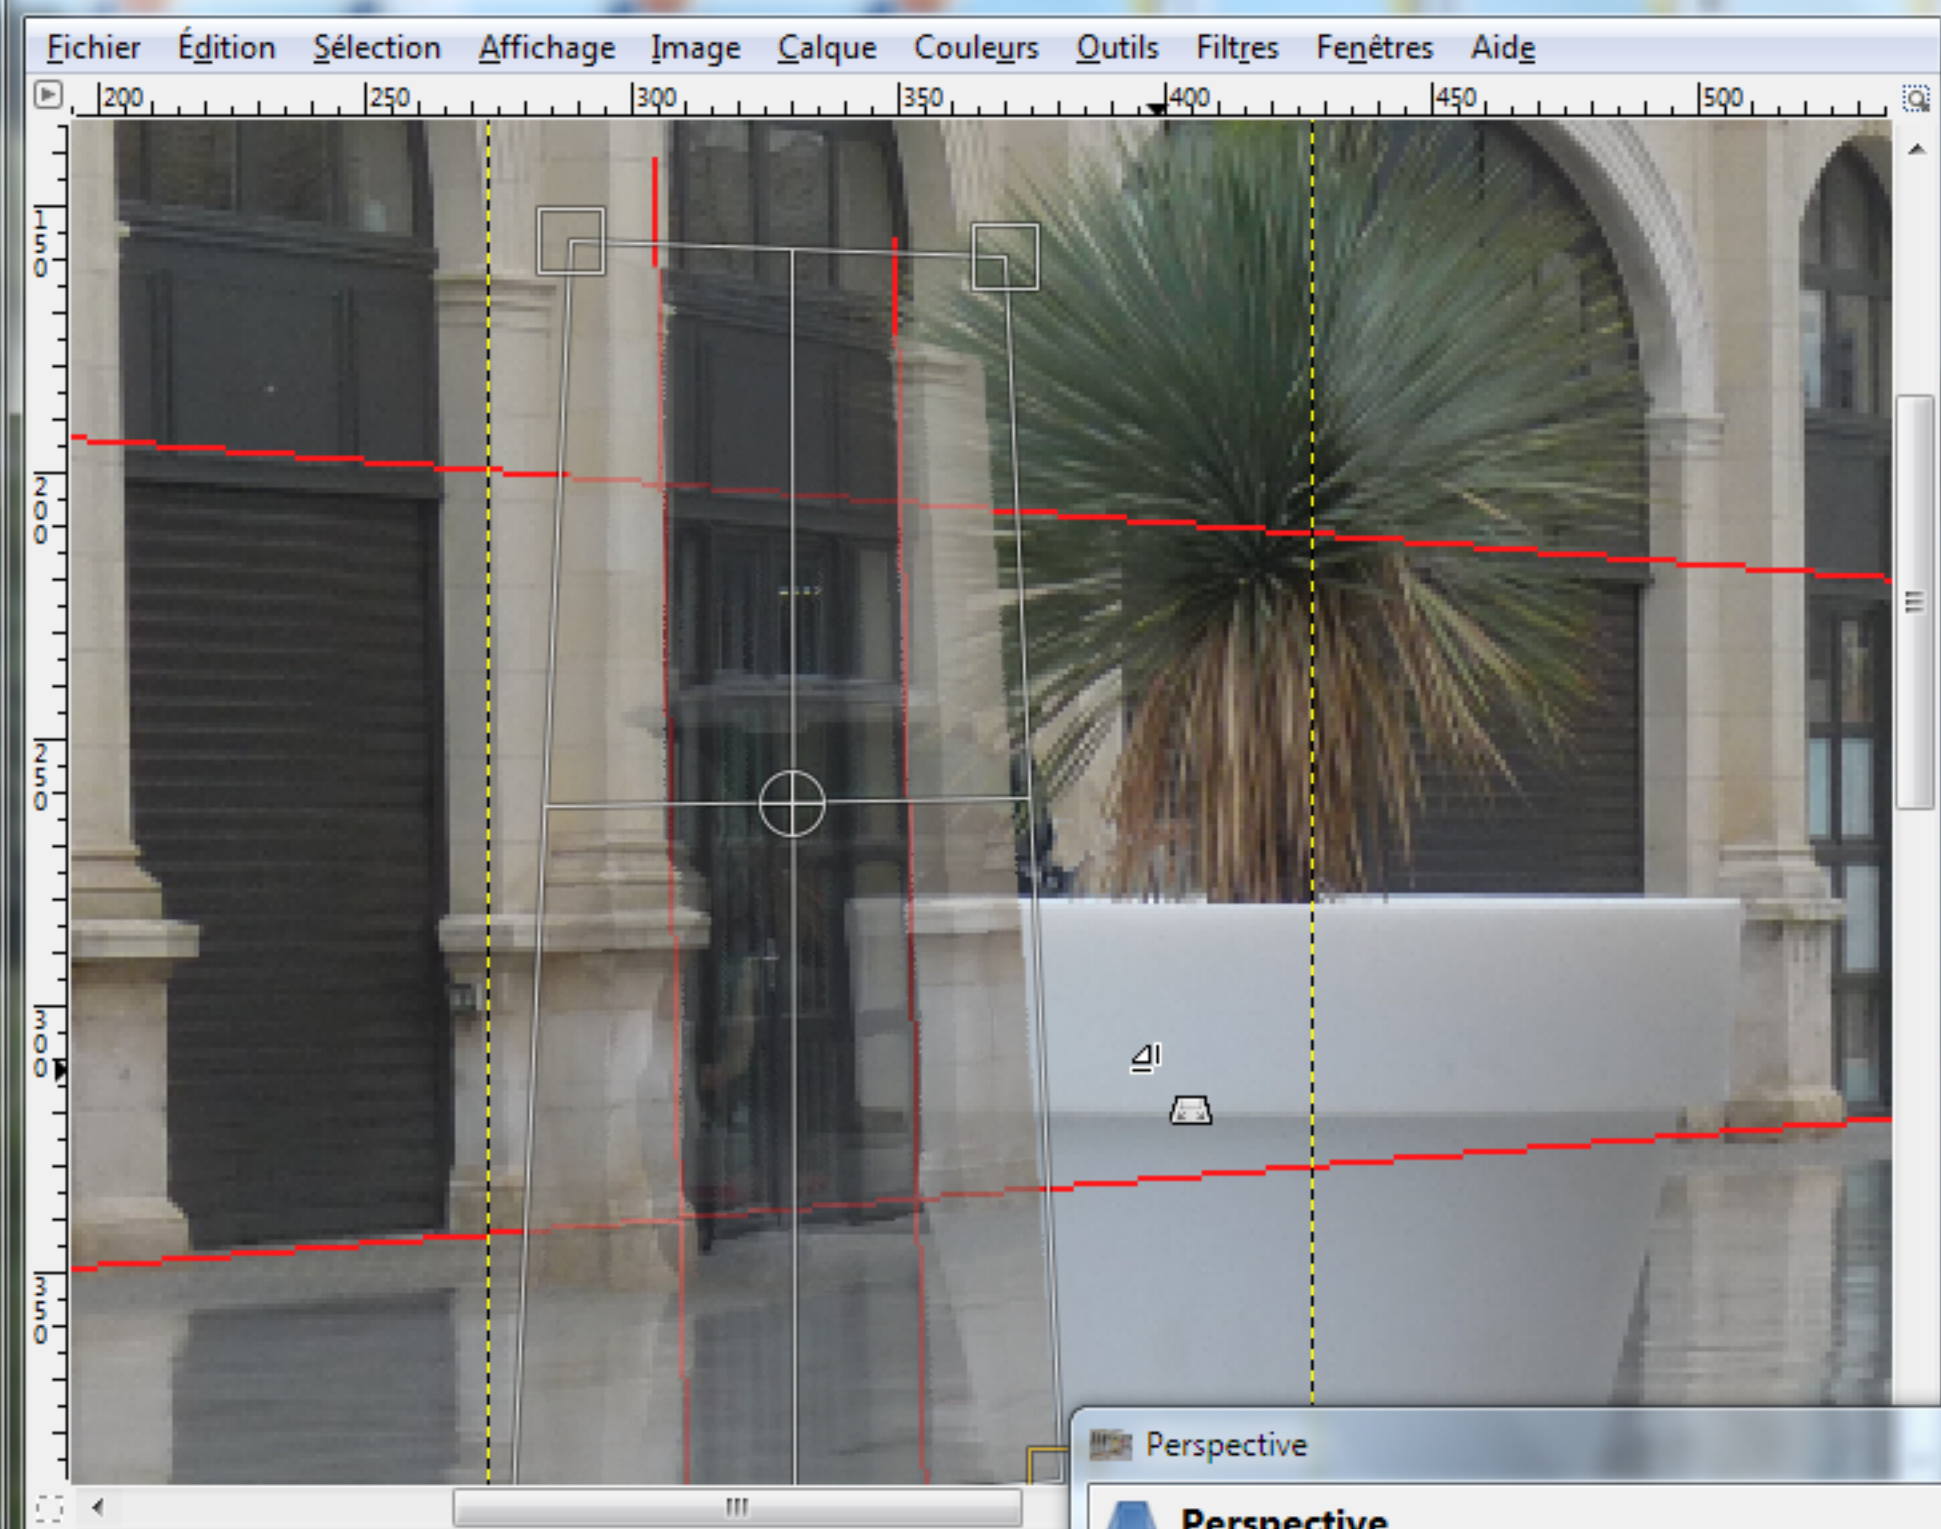 Fichier Édition Sélection Affichage Image Calque Couleurs Outils Filtres Fenêtres Aide
200 250 300 350 400 450 500
150
200
250
300
350
Perspective
Perspective